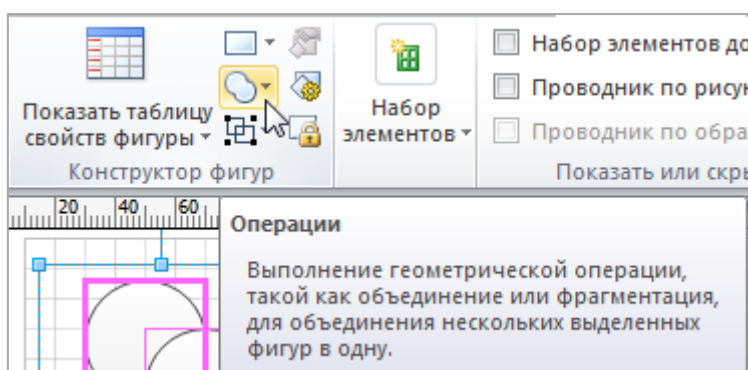 Показать таблицу
свойств фигуры
Конструктор фигур
Набор
элементов
Набор элементов до
Проводник по рисун
Проводник по обра
Показать или скры
20 40 60
Операции
Выполнение геометрической операции,
такой как объединение или фрагментация,
для объединения нескольких выделенных
фигур в одну.